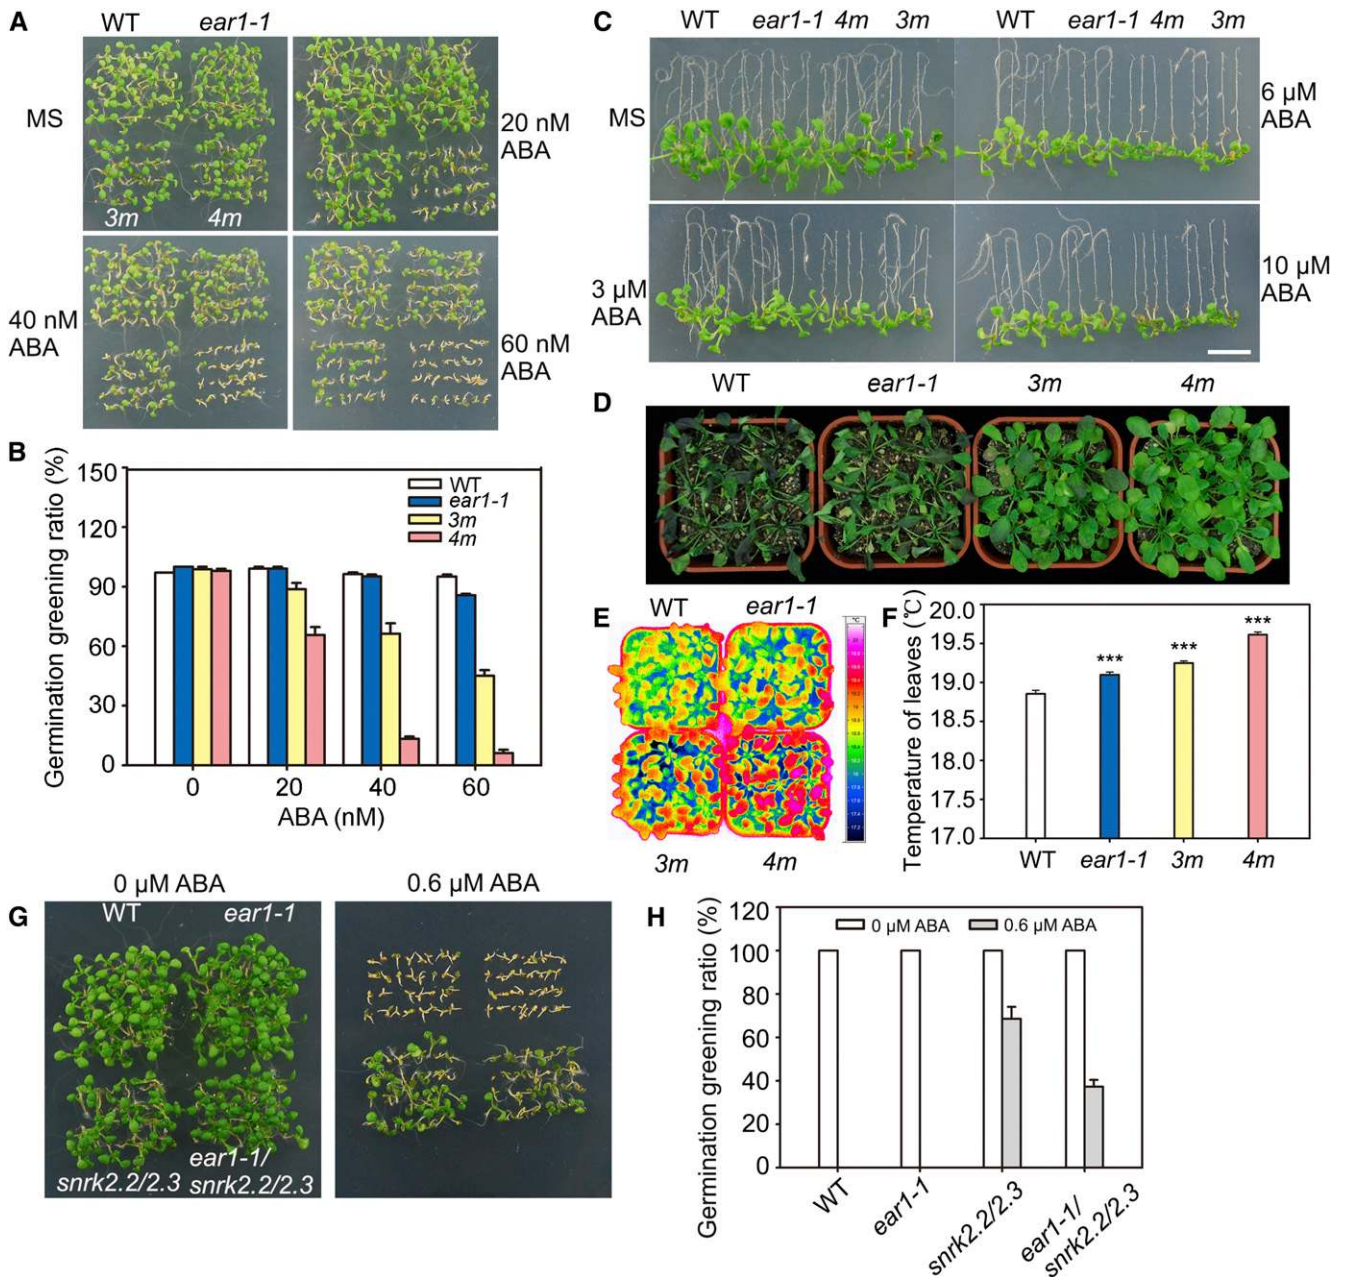 A
WT ear1-1
MS
20 nM
ABA
3m 4m
40 nM
ABA
60 nM
ABA
B
Germination greening ratio (%)
150
120
90
60
30
0
WT
ear1-1
3m
4m
0 20 40 60
ABA (nM)
C
WT ear1-1 4m 3m WT ear1-1 4m 3m
MS
6 µM
ABA
3 µM
ABA
10 µM
ABA
D
WT ear1-1 3m 4m
E
WT ear1-1
°C
3m 4m
F
Temperature of leaves (℃)
20.0
19.5
19.0
18.5
18.0
17.5
17.0
*** *** ***
WT ear1-1 3m 4m
G
0 µM ABA 0.6 µM ABA
WT ear1-1
ear1-1/
snrk2.2/2.3 snrk2.2/2.3
H
Germination greening ratio (%)
120
100
80
60
40
20
0
0 µM ABA 0.6 µM ABA
WT
ear1-1
snrk2.2/2.3
ear1-1/
snrk2.2/2.3